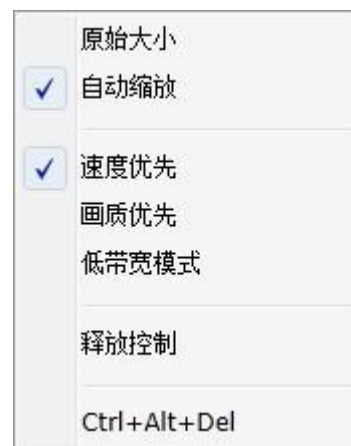 原始大小
自动缩放
速度优先
画质优先
低带宽模式
释放控制
Ctrl+Alt+Del